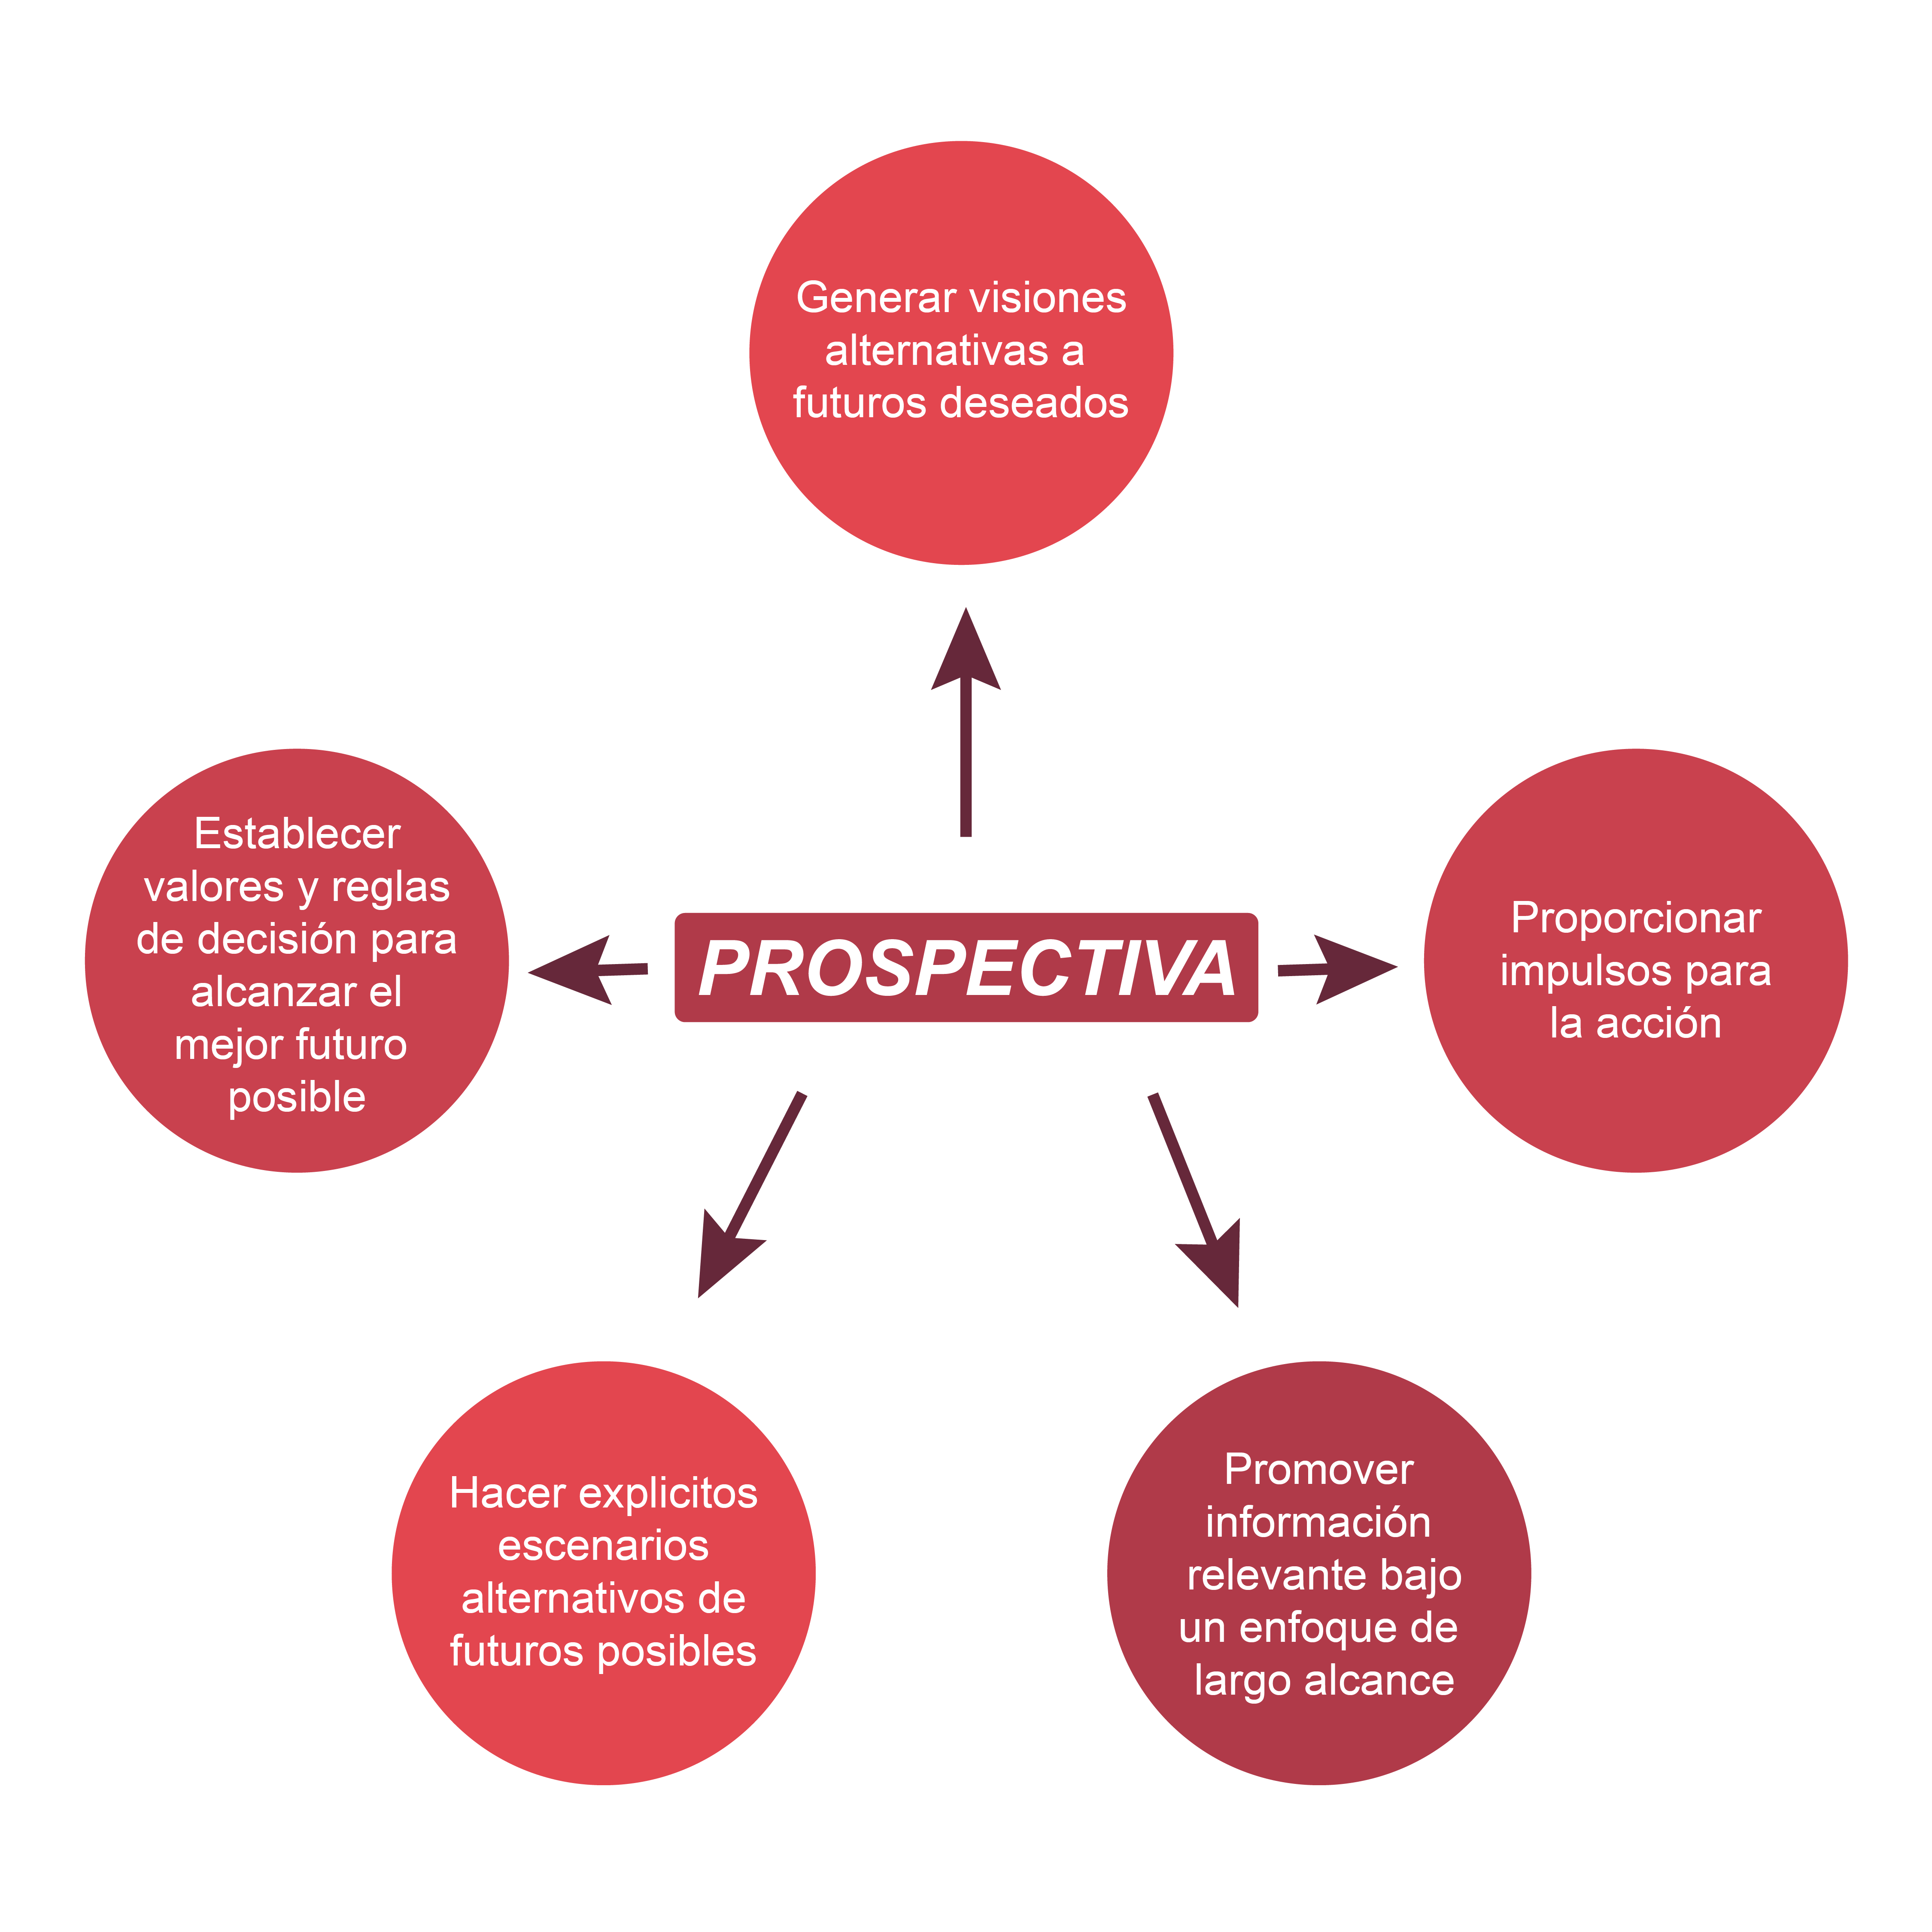 Generar visiones
alternativas a
futuros deseados
Establecer
valores y reglas
de decisión para
alcanzar el
mejor futuro
posible
PROSPECTIVA
Proporcionar
impulsos para
la acción
Hacer explicitos
escenarios
alternativos de
futuros posibles
Promover
información
relevante bajo
un enfoque de
largo alcance